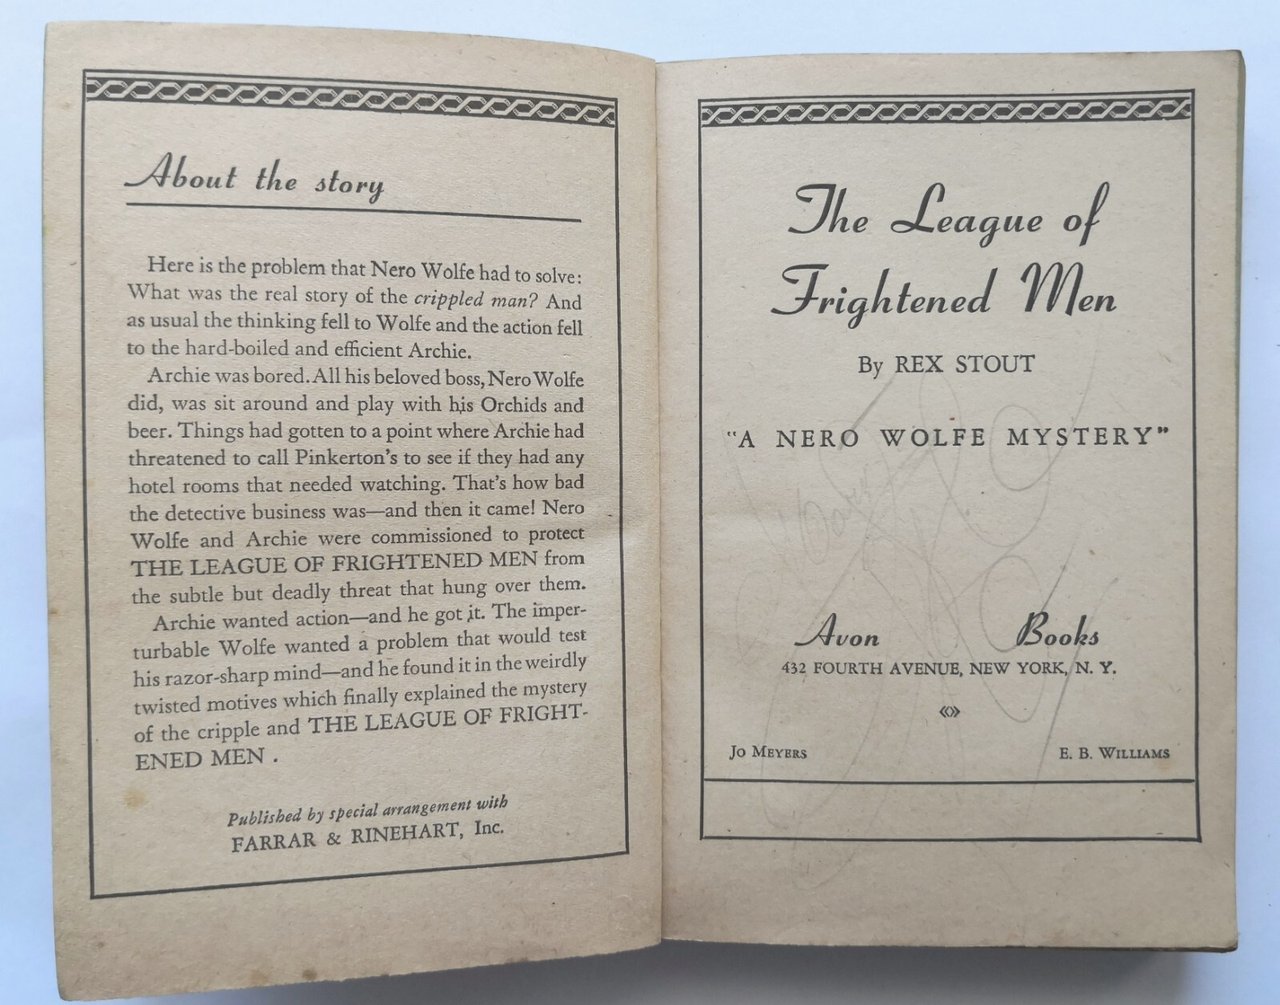 About the story
Here is the problem that Nero Wolfe had to solve:
What was the real story of the crippled man? And
as usual the thinking fell to Wolfe and the action fell
to the hard-boiled and efficient Archie.
Archie was bored. All his beloved boss, Nero Wolfe
did, was sit around and play with his Orchids and
beer. Things had gotten to a point where Archie had
threatened to call Pinkerton's to see if they had any
hotel rooms that needed watching. That's how bad
the detective business was—and then it came! Nero
Wolfe and Archie were commissioned to protect
THE LEAGUE OF FRIGHTENED MEN from
the subtle but deadly threat that hung over them.
Archie wanted action—and he got it. The imper-
turbable Wolfe wanted a problem that would test
his razor-sharp mind—and he found it in the weirdly
twisted motives which finally explained the mystery
of the cripple and THE LEAGUE OF FRIGHT-
ENED MEN .
Published by special arrangement with
FARRAR & RINEHART, Inc.
The League of
Frightened Men
By REX STOUT
"A NERO WOLFE MYSTERY"
Avon Books
432 FOURTH AVENUE, NEW YORK, N. Y.
«»
JO MEYERS E. B. WILLIAMS